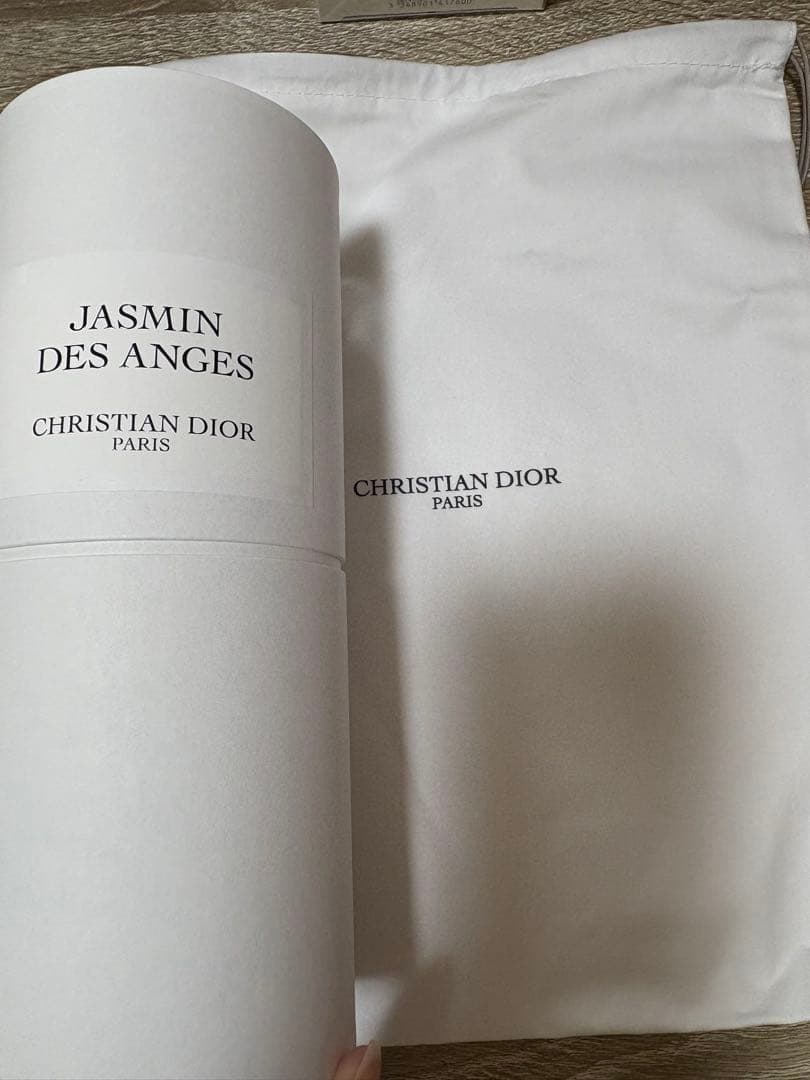 JASMIN
DES ANGES
CHRISTIAN DIOR
PARIS
CHRISTIAN DIOR
PARIS